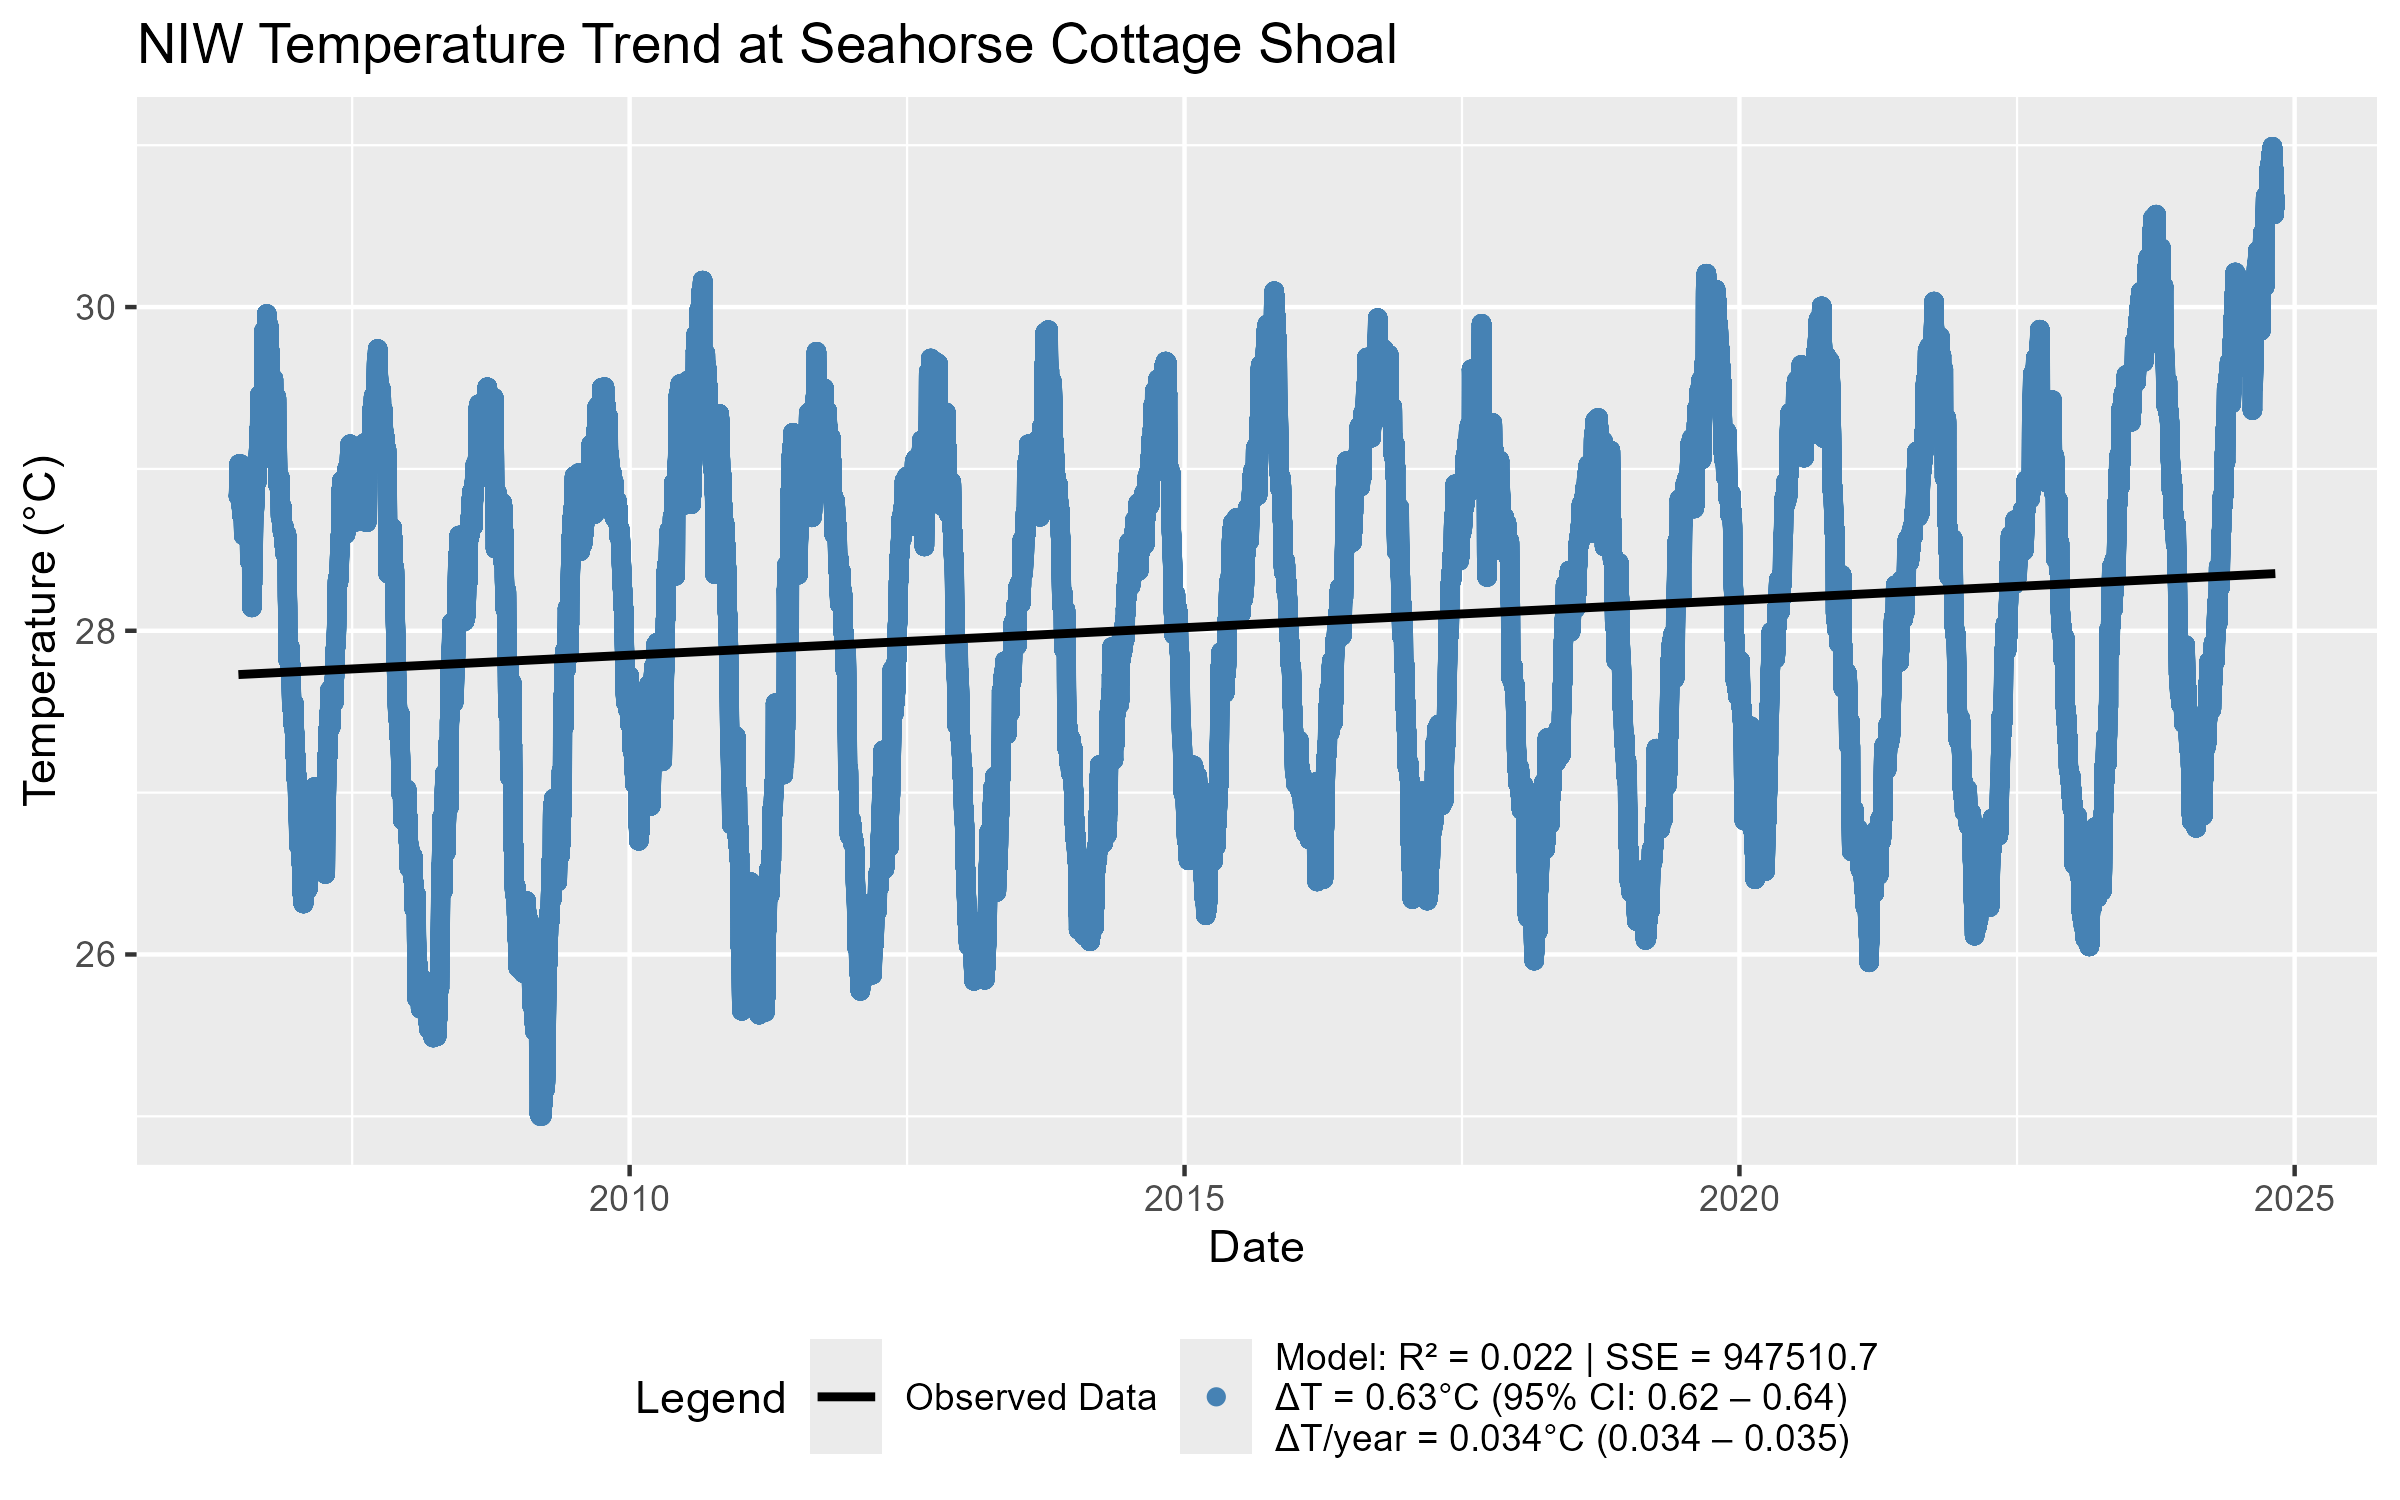 NIW Temperature Trend at Seahorse Cottage Shoal
Temperature (°C)
30
28
26
2010
2015
2020
2025
Date
Legend
Observed Data
Model: R² = 0.022 | SSE = 947510.7
ΔT = 0.63°C (95% CI: 0.62 – 0.64)
ΔT/year = 0.034°C (0.034 – 0.035)